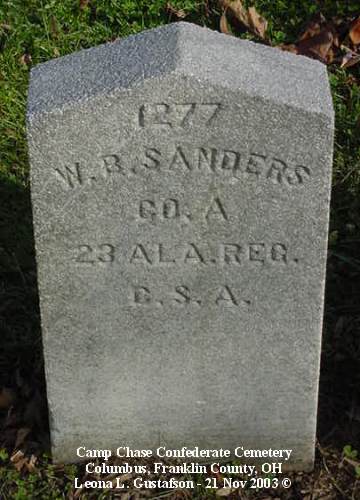 1277
W. B. SANDERS
CO. A
23 ALA. REG.
C. S. A.
Camp Chase Confederate Cemetery
Columbus, Franklin County, OH
Leona L. Gustafson - 21 Nov 2003 ©